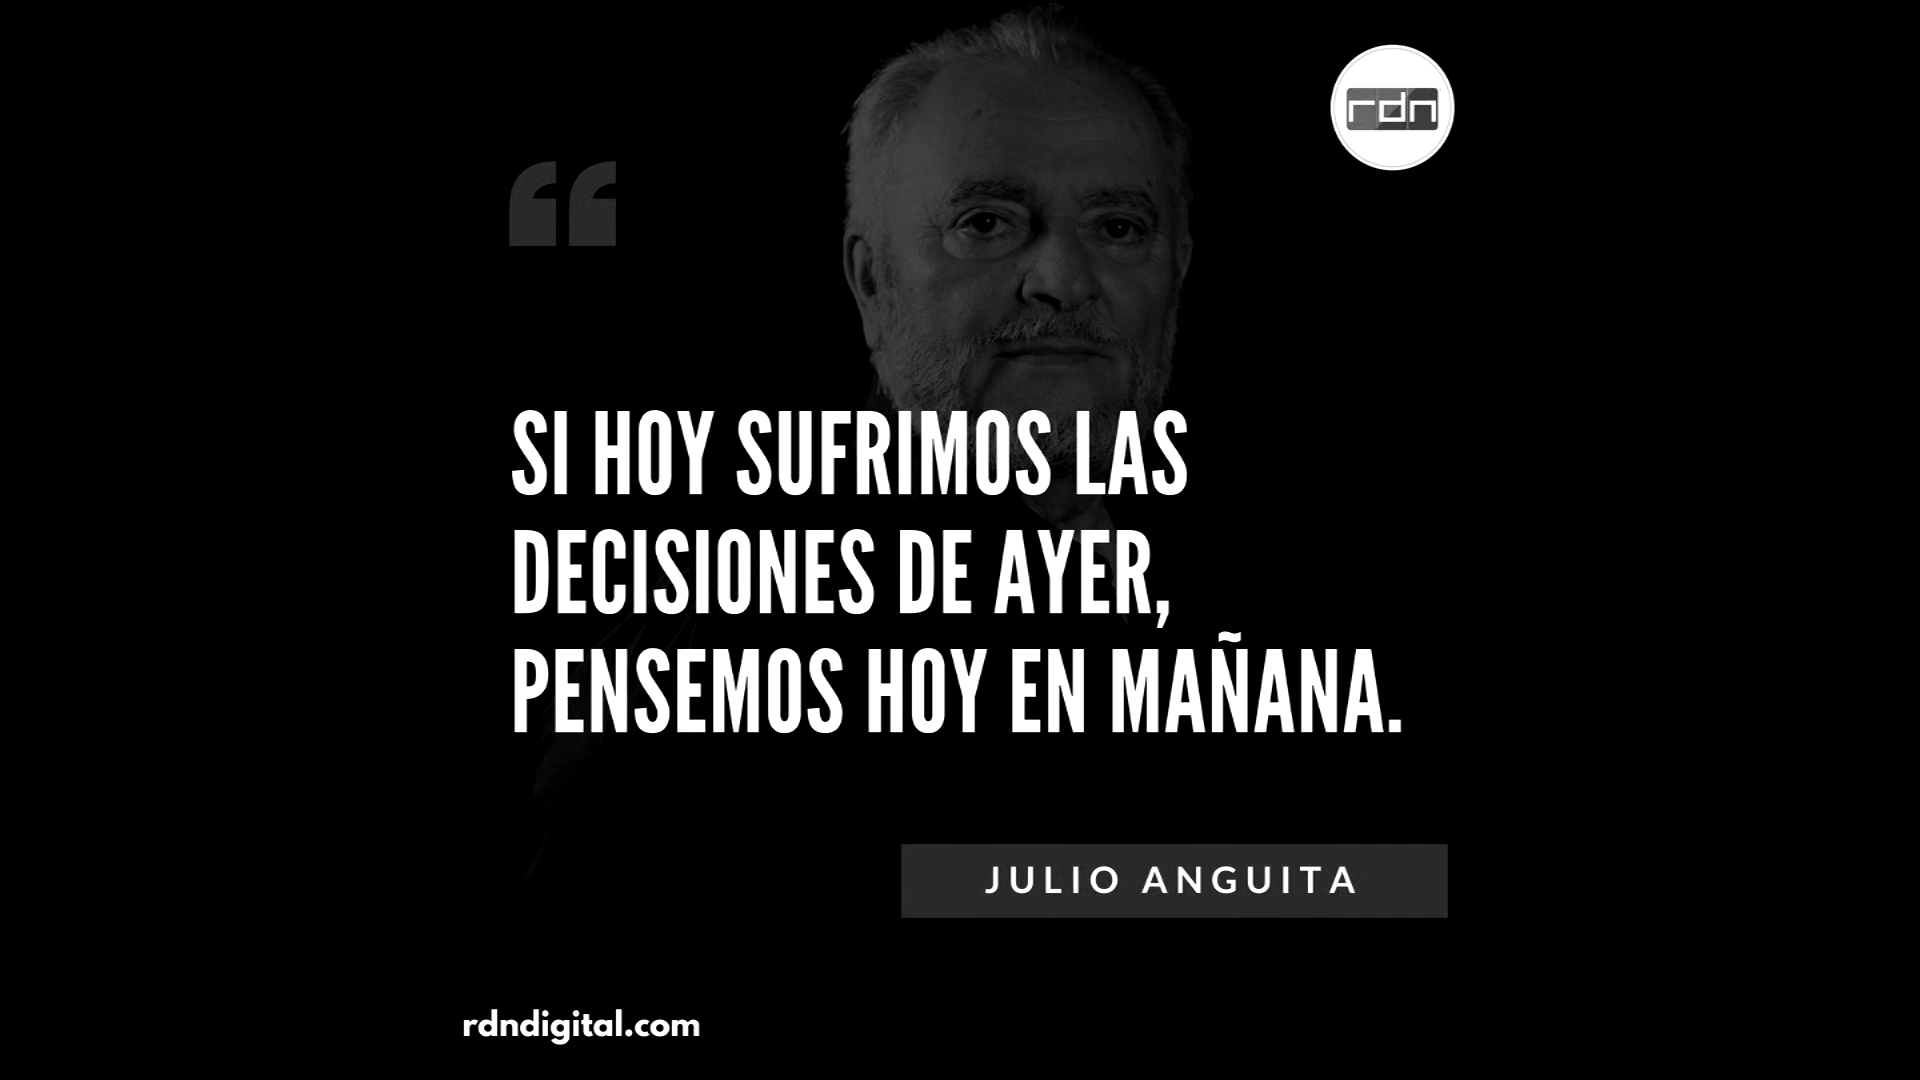 rdn
“
SI HOY SUFRIMOS LAS
DECISIONES DE AYER,
PENSEMOS HOY EN MAÑANA.
JULIO ANGUITA
rdndigital.com